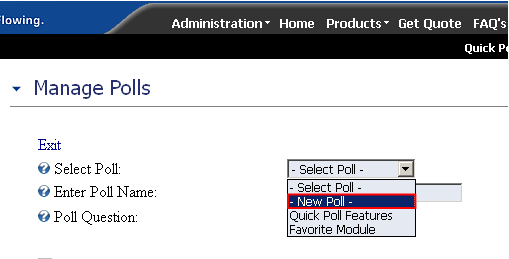 flowing.
Administration Home Products Get Quote FAQ's
Quick Po
Manage Polls
Exit
Select Poll: - Select Poll -
- Select Poll -
Enter Poll Name:
- New Poll -
Poll Question: Quick Poll Features
Favorite Module